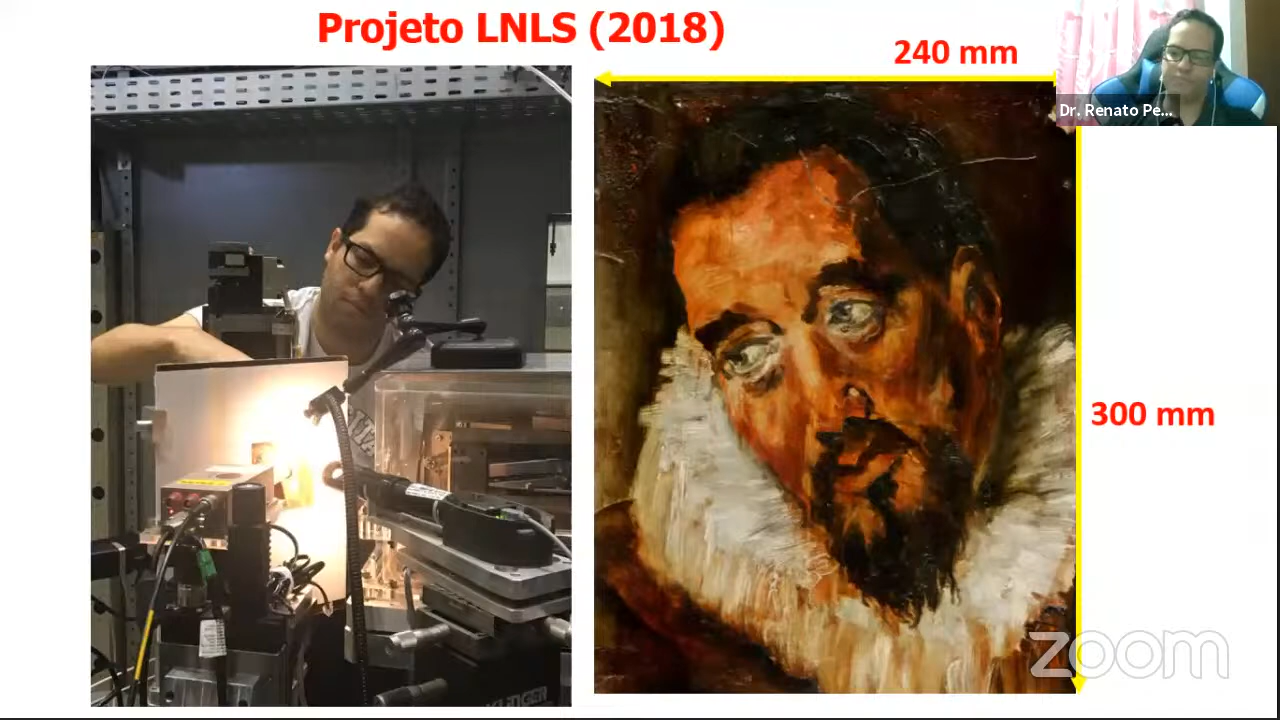 Projeto LNLS (2018)
240 mm
Dr. Renato Pe...
300 mm
zoom